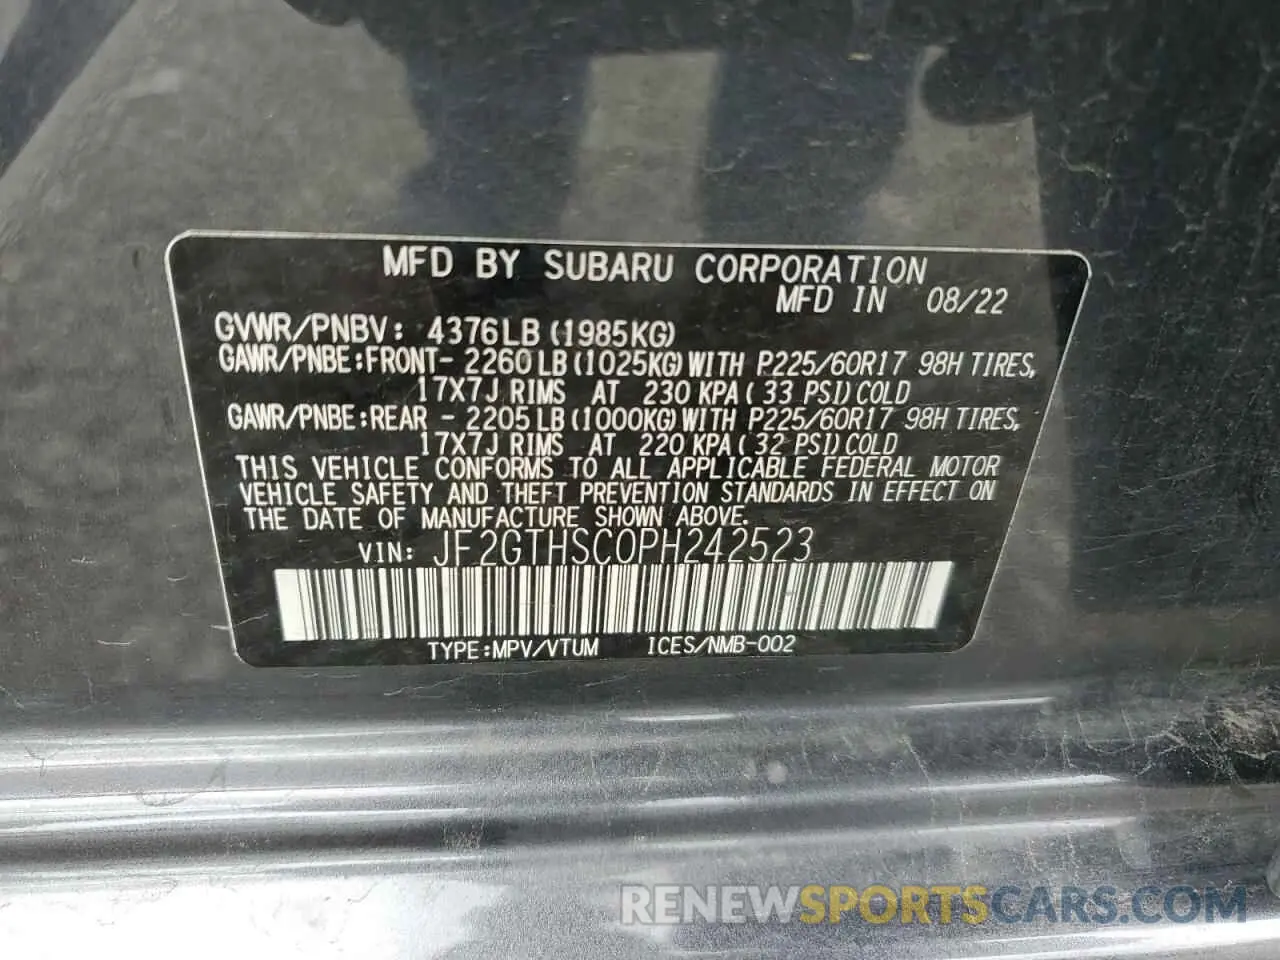 MFD BY SUBARU CORPORATION
MFD IN 08/22
GVWR/PNBV: 4376LB (1985KG)
GAWR/PNBE:FRONT- 2260LB (1025KG) WITH P225/60R17 98H TIRES,
17X7J RIMS AT 230 KPA ( 33 PSI) COLD
GAWR/PNBE:REAR - 2205LB (1000KG) WITH P225/60R17 98H TIRES,
17X7J RIMS AT 220 KPA ( 32 PSI) COLD
THIS VEHICLE CONFORMS TO ALL APPLICABLE FEDERAL MOTOR
VEHICLE SAFETY AND THEFT PREVENTION STANDARDS IN EFFECT ON
THE DATE OF MANUFACTURE SHOWN ABOVE.
VIN: JF2GTHSC0PH242523
TYPE:MPV/VTUM ICES/NMB-002
RENEWSPORTSCARS.COM